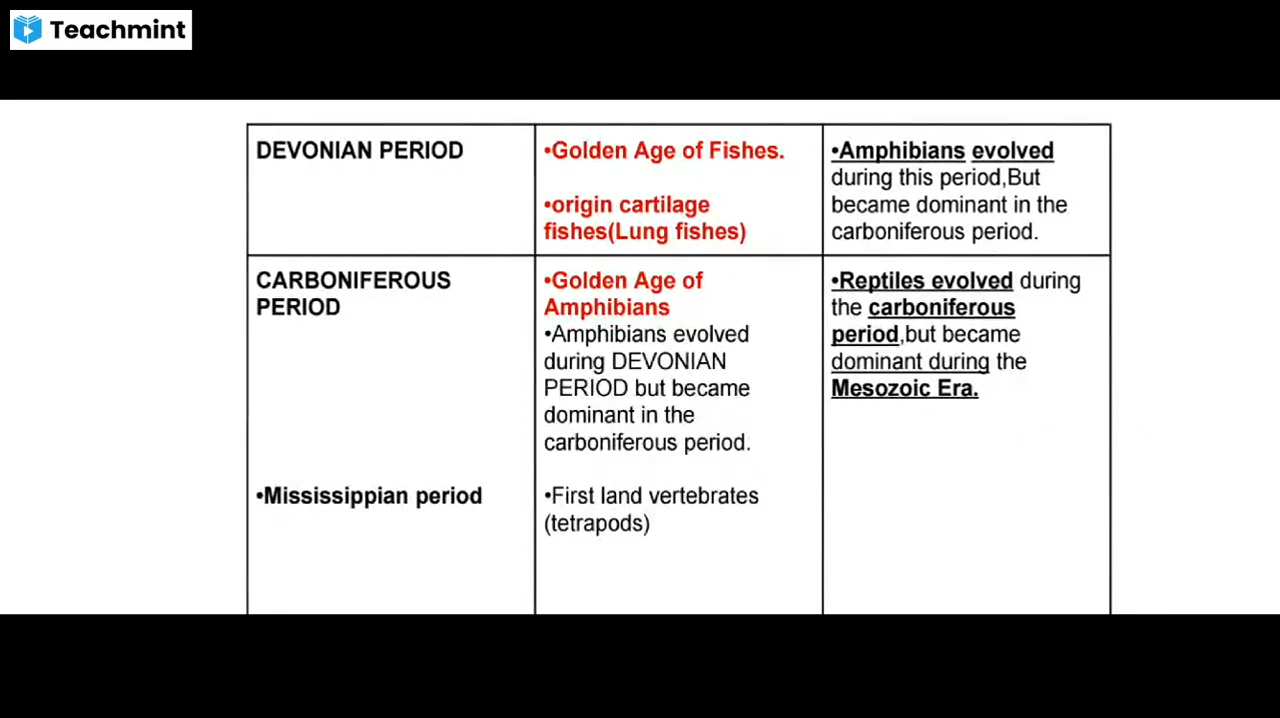 Teachmint
DEVONIAN PERIOD
•Golden Age of Fishes.
•origin cartilage
fishes(Lung fishes)
•Amphibians evolved
during this period,But
became dominant in the
carboniferous period.
CARBONIFEROUS
PERIOD
•Golden Age of
Amphibians
•Amphibians evolved
during DEVONIAN
PERIOD but became
dominant in the
carboniferous period.
•Reptiles evolved during
the carboniferous
period,but became
dominant during the
Mesozoic Era.
•Mississippian period
•First land vertebrates
(tetrapods)